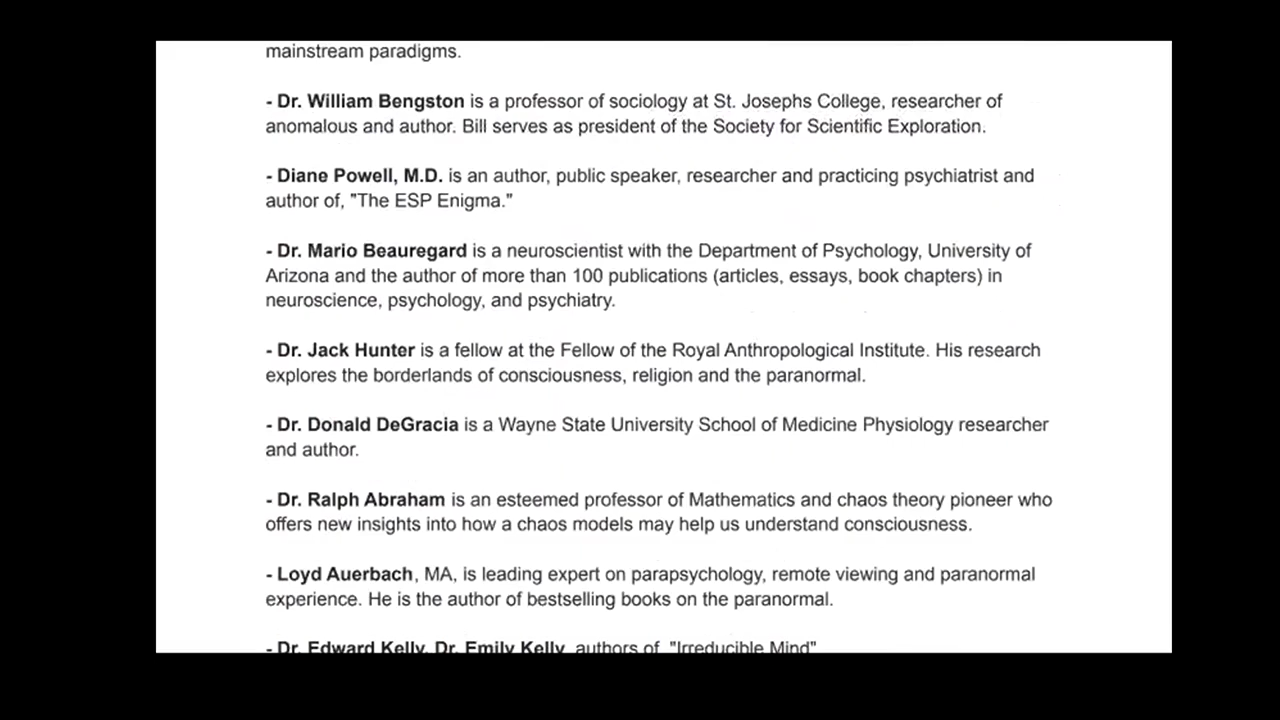 mainstream paradigms.
- Dr. William Bengston is a professor of sociology at St. Josephs College, researcher of
anomalous and author. Bill serves as president of the Society for Scientific Exploration.
- Diane Powell, M.D. is an author, public speaker, researcher and practicing psychiatrist and
author of, "The ESP Enigma."
- Dr. Mario Beauregard is a neuroscientist with the Department of Psychology, University of
Arizona and the author of more than 100 publications (articles, essays, book chapters) in
neuroscience, psychology, and psychiatry.
- Dr. Jack Hunter is a fellow at the Fellow of the Royal Anthropological Institute. His research
explores the borderlands of consciousness, religion and the paranormal.
- Dr. Donald DeGracia is a Wayne State University School of Medicine Physiology researcher
and author.
- Dr. Ralph Abraham is an esteemed professor of Mathematics and chaos theory pioneer who
offers new insights into how a chaos models may help us understand consciousness.
- Loyd Auerbach, MA, is leading expert on parapsychology, remote viewing and paranormal
experience. He is the author of bestselling books on the paranormal.
- Dr. Edward Kelly, Dr. Emily Kelly, authors of, "Irreducible Mind"